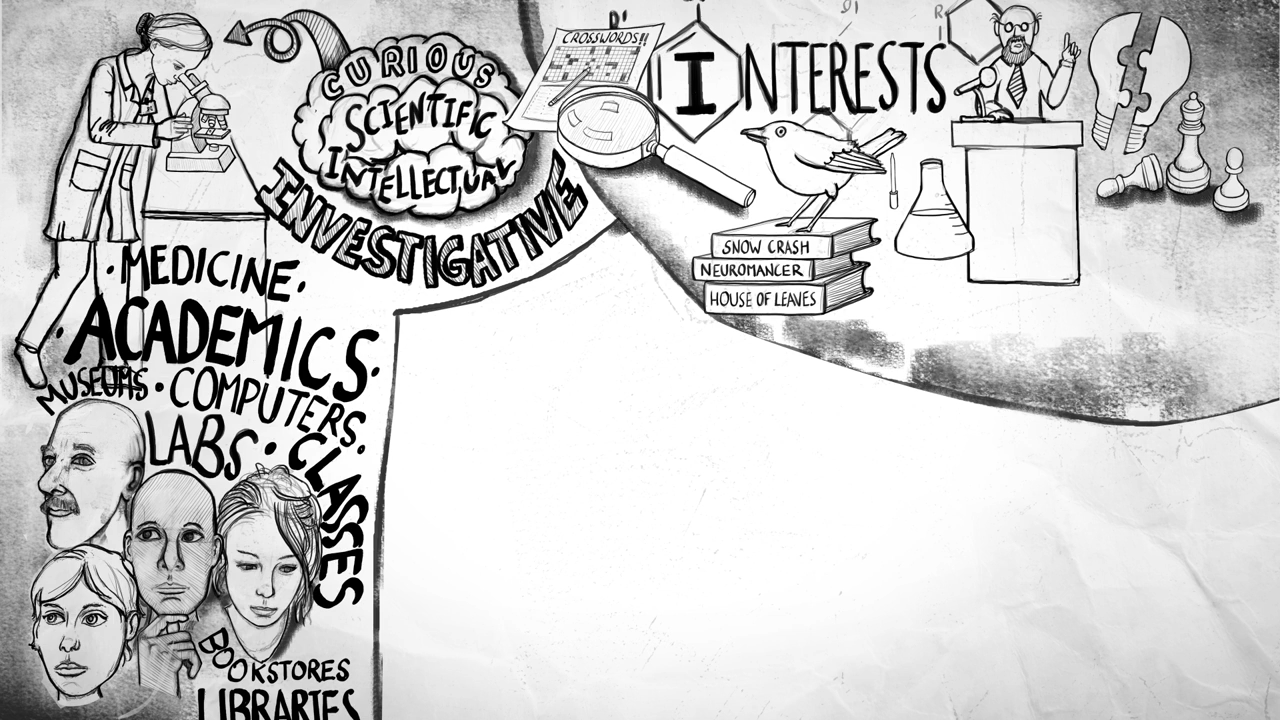 CURIOUS
SCIENTIFIC
INTELLECTUAL
INVESTIGATIVE
CROSSWORDS!!
INTERESTS
R
SNOW CRASH
NEUROMANCER
HOUSE OF LEAVES
· MEDICINE ·
· ACADEMICS ·
MUSEUMS · COMPUTERS ·
LABS · CLASSES
BOOKSTORES
LIBRARIES